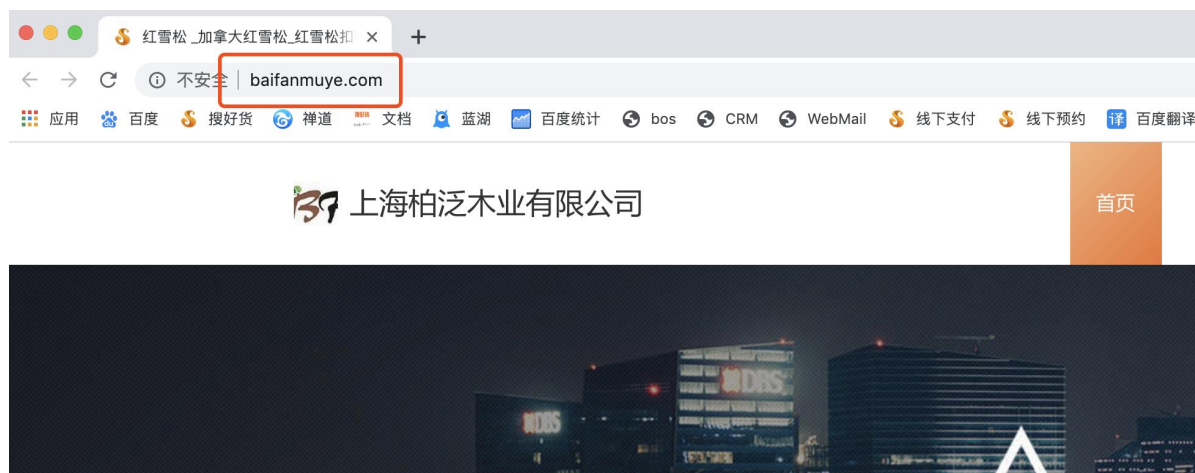 红雪松 _加拿大红雪松_红雪松扣
不安全 baifanmuye.com
应用 百度 搜好货 禅道 文档 蓝湖 百度统计 bos CRM WebMail 线下支付 线下预约 译 百度翻译
上海柏泛木业有限公司 首页
DBS
DBS